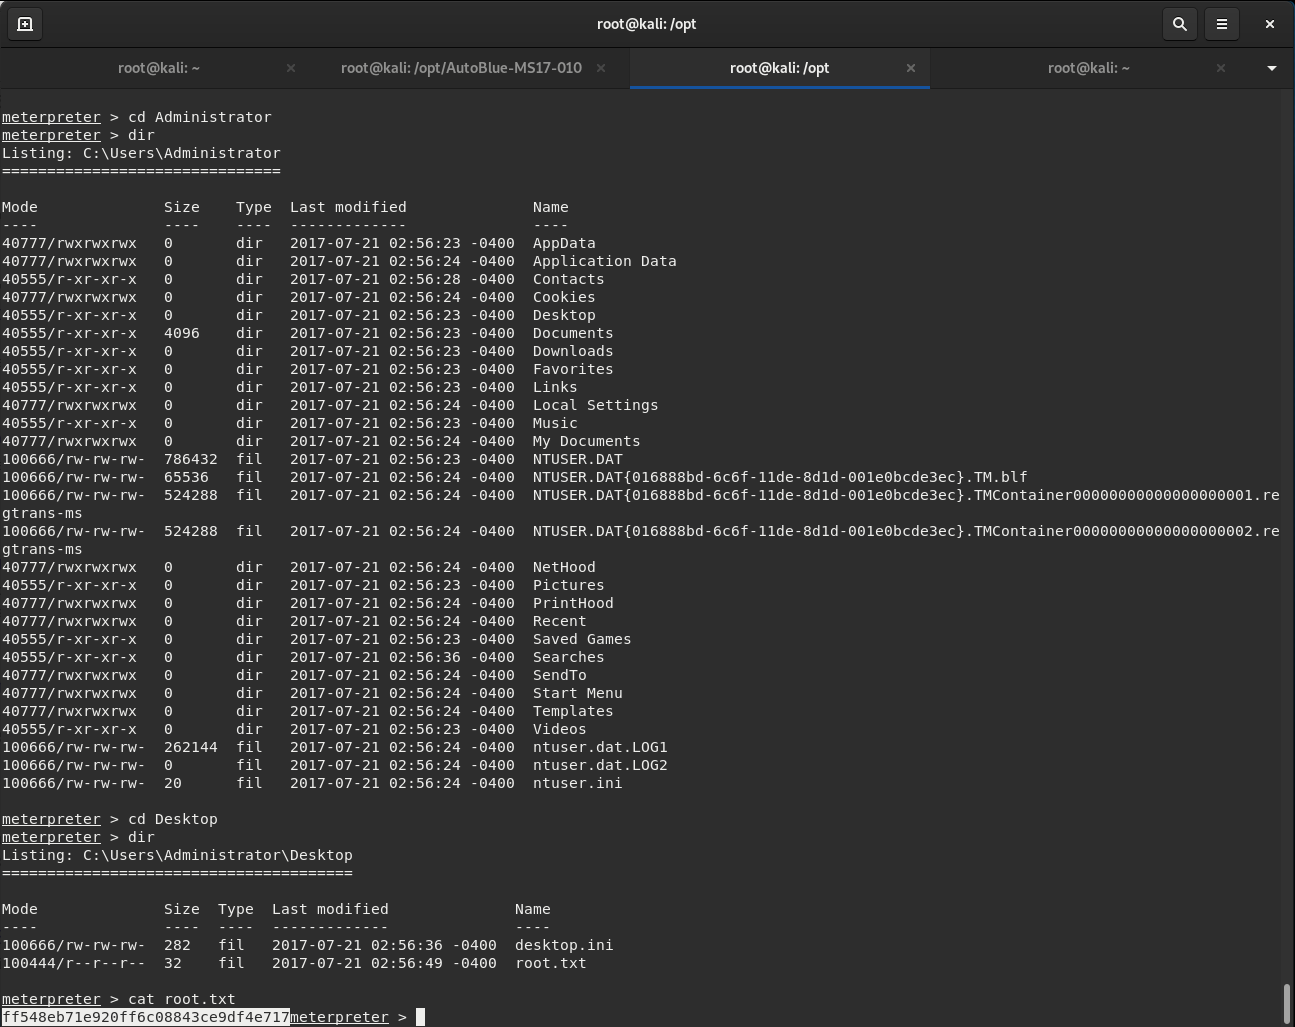 root@kali: /opt
root@kali: ~ root@kali: /opt/AutoBlue-MS17-010 root@kali: /opt root@kali: ~
meterpreter > cd Administrator
meterpreter > dir
Listing: C:\Users\Administrator
===============================
Mode              Size    Type  Last modified              Name
----              ----    ----  -------------              ----
40777/rwxrwxrwx   0       dir   2017-07-21 02:56:23 -0400  AppData
40777/rwxrwxrwx   0       dir   2017-07-21 02:56:24 -0400  Application Data
40555/r-xr-xr-x   0       dir   2017-07-21 02:56:28 -0400  Contacts
40777/rwxrwxrwx   0       dir   2017-07-21 02:56:24 -0400  Cookies
40555/r-xr-xr-x   0       dir   2017-07-21 02:56:23 -0400  Desktop
40555/r-xr-xr-x   4096    dir   2017-07-21 02:56:23 -0400  Documents
40555/r-xr-xr-x   0       dir   2017-07-21 02:56:23 -0400  Downloads
40555/r-xr-xr-x   0       dir   2017-07-21 02:56:23 -0400  Favorites
40555/r-xr-xr-x   0       dir   2017-07-21 02:56:23 -0400  Links
40777/rwxrwxrwx   0       dir   2017-07-21 02:56:24 -0400  Local Settings
40555/r-xr-xr-x   0       dir   2017-07-21 02:56:23 -0400  Music
40777/rwxrwxrwx   0       dir   2017-07-21 02:56:24 -0400  My Documents
100666/rw-rw-rw-  786432  fil   2017-07-21 02:56:23 -0400  NTUSER.DAT
100666/rw-rw-rw-  65536   fil   2017-07-21 02:56:24 -0400  NTUSER.DAT{016888bd-6c6f-11de-8d1d-001e0bcde3ec}.TM.blf
100666/rw-rw-rw-  524288  fil   2017-07-21 02:56:24 -0400  NTUSER.DAT{016888bd-6c6f-11de-8d1d-001e0bcde3ec}.TMContainer00000000000000000001.re
gtrans-ms
100666/rw-rw-rw-  524288  fil   2017-07-21 02:56:24 -0400  NTUSER.DAT{016888bd-6c6f-11de-8d1d-001e0bcde3ec}.TMContainer00000000000000000002.re
gtrans-ms
40777/rwxrwxrwx   0       dir   2017-07-21 02:56:24 -0400  NetHood
40555/r-xr-xr-x   0       dir   2017-07-21 02:56:23 -0400  Pictures
40777/rwxrwxrwx   0       dir   2017-07-21 02:56:24 -0400  PrintHood
40777/rwxrwxrwx   0       dir   2017-07-21 02:56:24 -0400  Recent
40555/r-xr-xr-x   0       dir   2017-07-21 02:56:23 -0400  Saved Games
40555/r-xr-xr-x   0       dir   2017-07-21 02:56:36 -0400  Searches
40777/rwxrwxrwx   0       dir   2017-07-21 02:56:24 -0400  SendTo
40777/rwxrwxrwx   0       dir   2017-07-21 02:56:24 -0400  Start Menu
40777/rwxrwxrwx   0       dir   2017-07-21 02:56:24 -0400  Templates
40555/r-xr-xr-x   0       dir   2017-07-21 02:56:23 -0400  Videos
100666/rw-rw-rw-  262144  fil   2017-07-21 02:56:24 -0400  ntuser.dat.LOG1
100666/rw-rw-rw-  0       fil   2017-07-21 02:56:24 -0400  ntuser.dat.LOG2
100666/rw-rw-rw-  20      fil   2017-07-21 02:56:24 -0400  ntuser.ini
meterpreter > cd Desktop
meterpreter > dir
Listing: C:\Users\Administrator\Desktop
=======================================
Mode              Size  Type  Last modified              Name
----              ----  ----  -------------              ----
100666/rw-rw-rw-  282   fil   2017-07-21 02:56:36 -0400  desktop.ini
100444/r--r--r--  32    fil   2017-07-21 02:56:49 -0400  root.txt
meterpreter > cat root.txt
ff548eb71e920ff6c08843ce9df4e717meterpreter >